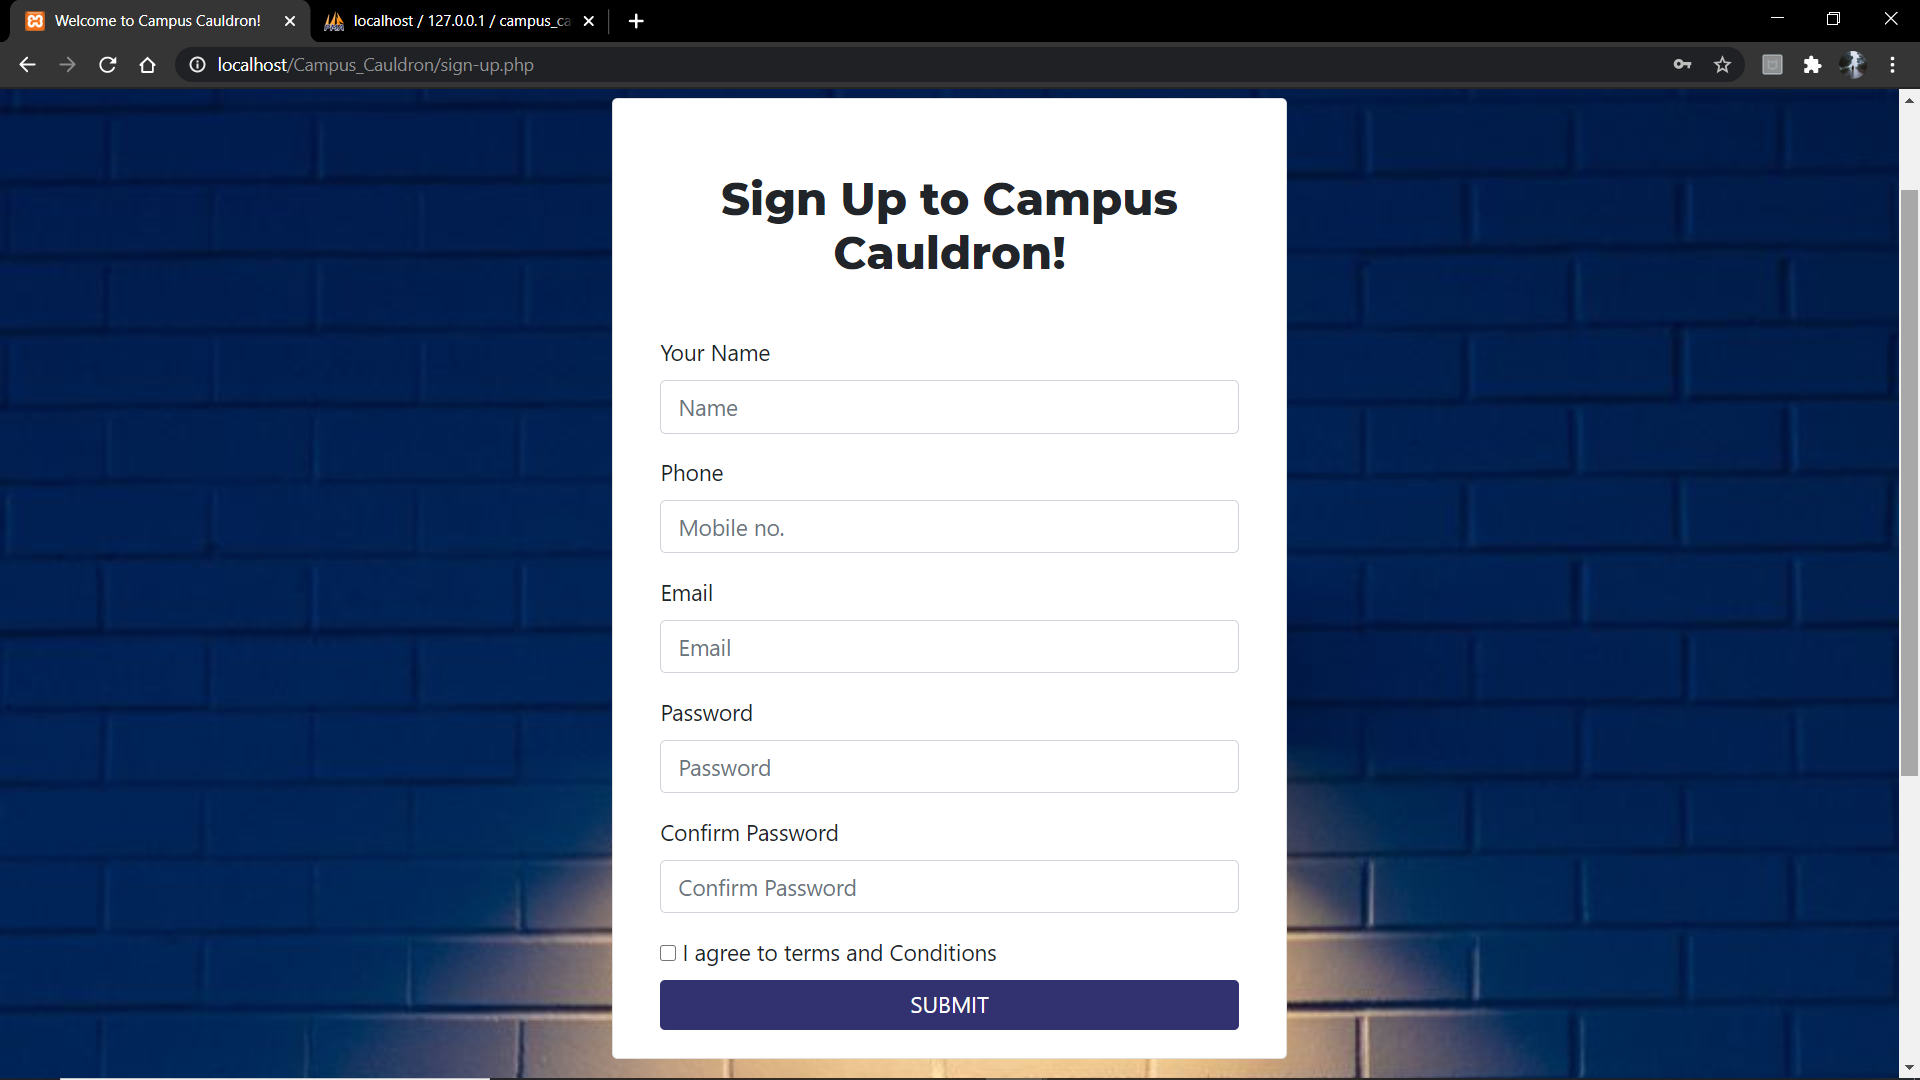 Welcome to Campus Cauldron!
localhost / 127.0.0.1 / campus_ca
localhost/Campus_Cauldron/sign-up.php
Sign Up to Campus
Cauldron!
Your Name
Name
Phone
Mobile no.
Email
Email
Password
Password
Confirm Password
Confirm Password
I agree to terms and Conditions
SUBMIT